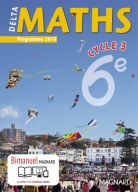 DELTA
MATHS
Programme 2016
CYCLE 3
6e
Bimanuel MAGNARD
MAGNARD